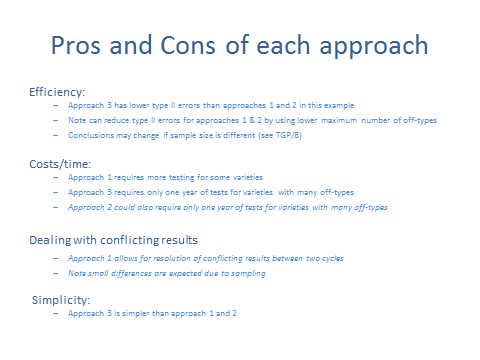 Pros and Cons of each approach
Efficiency:
– Approach 3 has lower type II errors than approaches 1 and 2 in this example
– Note can reduce type II errors for approaches 1 & 2 by using lower maximum number of off-types
– Conclusions may change if sample size is different (see TGP/8)
Costs/time:
– Approach 1 requires more testing for some varieties
– Approach 3 requires only one year of tests for varieties with many off-types
– Approach 2 could also require only one year of tests for varieties with many off-types
Dealing with conflicting results
– Approach 1 allows for resolution of conflicting results between two cycles
– Note small differences are expected due to sampling
Simplicity:
– Approach 3 is simpler than approach 1 and 2